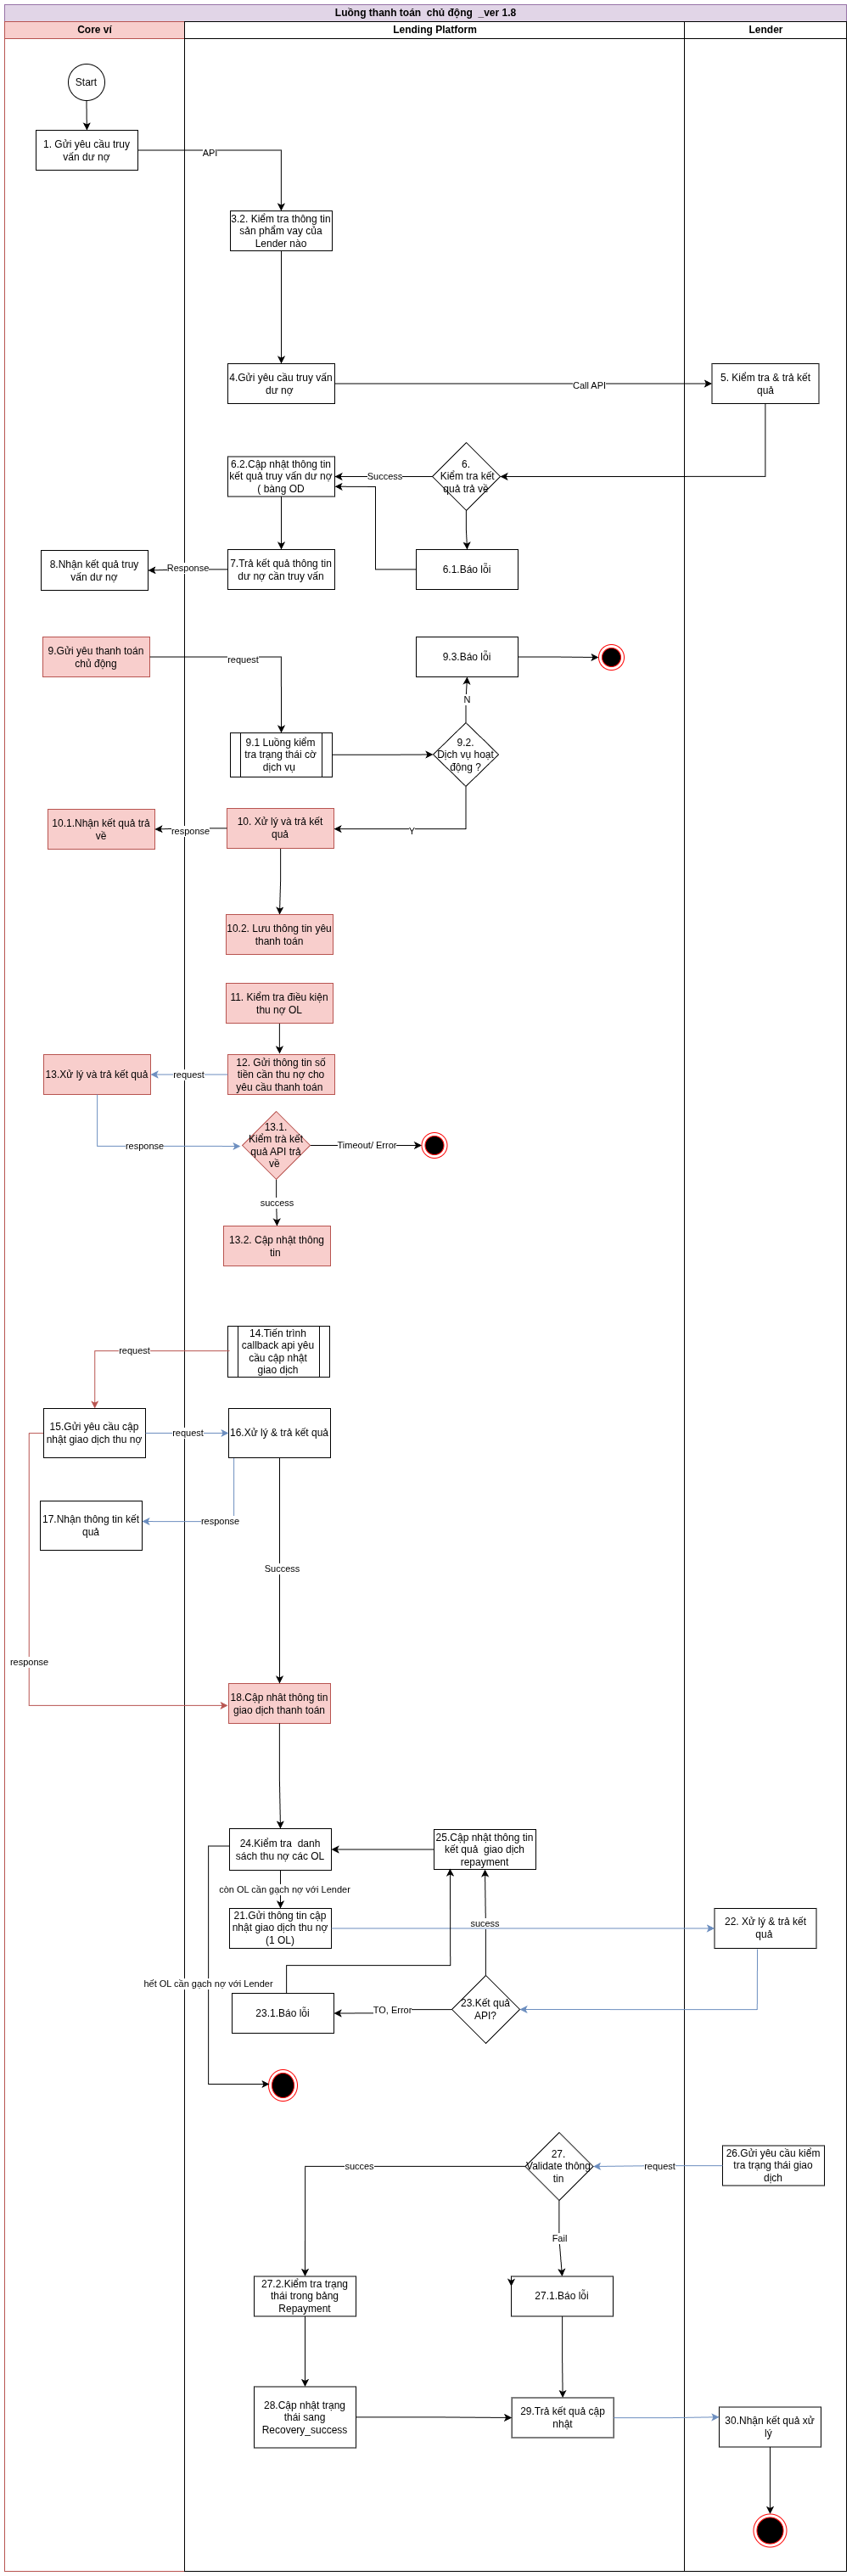 Luồng thanh toán chủ động _ver 1.8
Core ví
Lending Platform
Lender
Start
1. Gửi yêu cầu truy
vấn dư nợ
API
3.2. Kiểm tra thông tin
sản phẩm vay của
Lender nào
4.Gửi yêu cầu truy vấn
dư nợ
Call API
5. Kiểm tra & trả kết
quả
6.2.Cập nhật thông tin
kết quả truy vấn dư nợ
( bàng OD
Success
6.
Kiểm tra kết
quả trả về
8.Nhận kết quả truy
vấn dư nợ
Response
7.Trả kết quả thông tin
dư nợ cần truy vấn
6.1.Báo lỗi
9.Gửi yêu thanh toán
chủ động
request
9.3.Báo lỗi
N
9.1 Luồng kiểm
tra trạng thái cờ
dịch vụ
9.2.
Dịch vụ hoạt
động ?
10.1.Nhận kết quả trả
về
response
10. Xử lý và trả kết
quả
Y
10.2. Lưu thông tin yêu
thanh toán
11. Kiểm tra điều kiện
thu nợ OL
13.Xử lý và trả kết quả
request
12. Gửi thông tin số
tiền cần thu nợ cho
yêu cầu thanh toán
response
13.1.
Kiểm trà kết
quả API trả
về
Timeout/ Error
success
13.2. Cập nhật thông
tin
request
14.Tiến trình
callback api yêu
cầu cập nhật
giao dịch
15.Gửi yêu cầu cập
nhật giao dịch thu nợ
request
16.Xử lý & trả kết quả
17.Nhận thông tin kết
quả
response
Success
response
18.Cập nhât thông tin
giao dịch thanh toán
24.Kiểm tra danh
sách thu nợ các OL
25.Cập nhật thông tin
kết quả giao dịch
repayment
còn OL cần gạch nợ với Lender
21.Gửi thông tin cập
nhật giao dịch thu nợ
(1 OL)
sucess
22. Xử lý & trả kết
quả
hết OL cần gạch nợ với Lender
23.1.Báo lỗi
TO, Error
23.Kết quả
API?
27.
Validate thông
tin
succes
request
26.Gửi yêu cầu kiểm
tra trạng thái giao
dịch
Fail
27.2.Kiểm tra trạng
thái trong bảng
Repayment
27.1.Báo lỗi
28.Cập nhật trạng
thái sang
Recovery_success
29.Trả kết quả cập
nhật
30.Nhận kết quả xử
lý